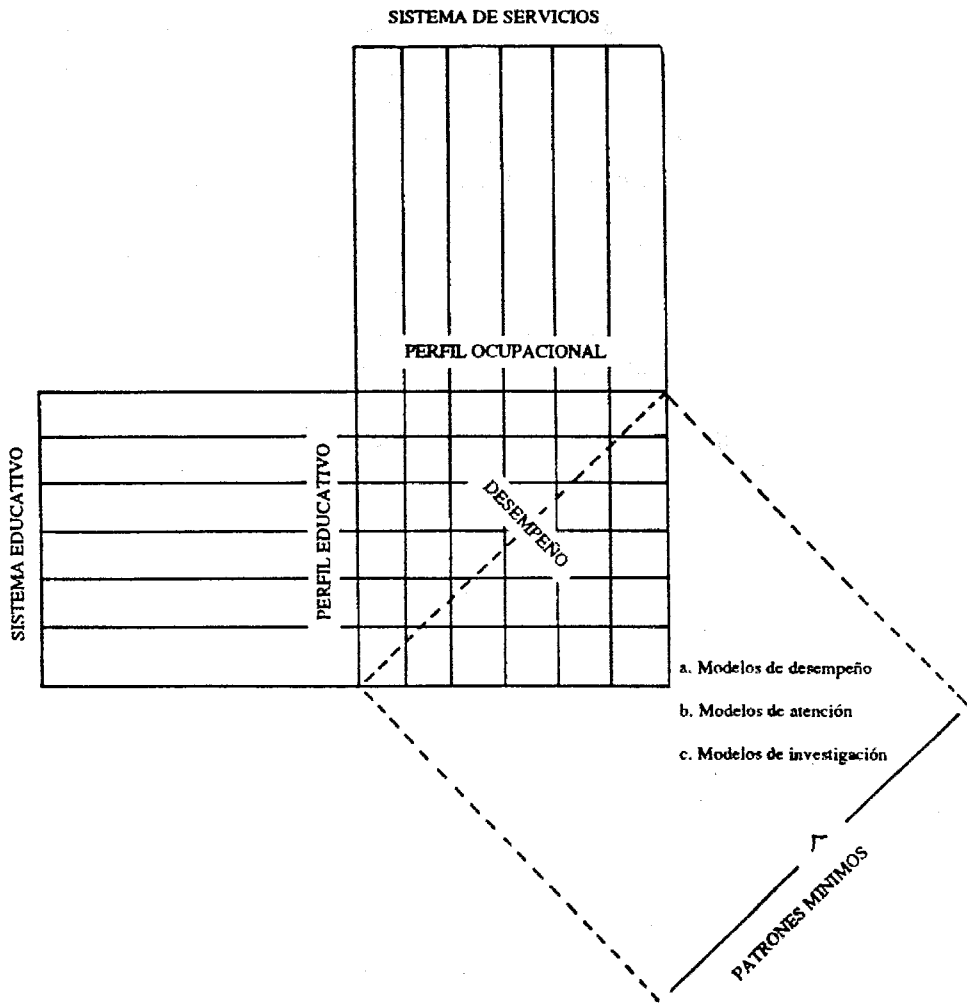 SISTEMA DE SERVICIOS
PERFIL OCUPACIONAL
SISTEMA EDUCATIVO
PERFIL EDUCATIVO
DESEMPEÑO
a. Modelos de desempeño
b. Modelos de atención
c. Modelos de investigación
PATRONES MINIMOS